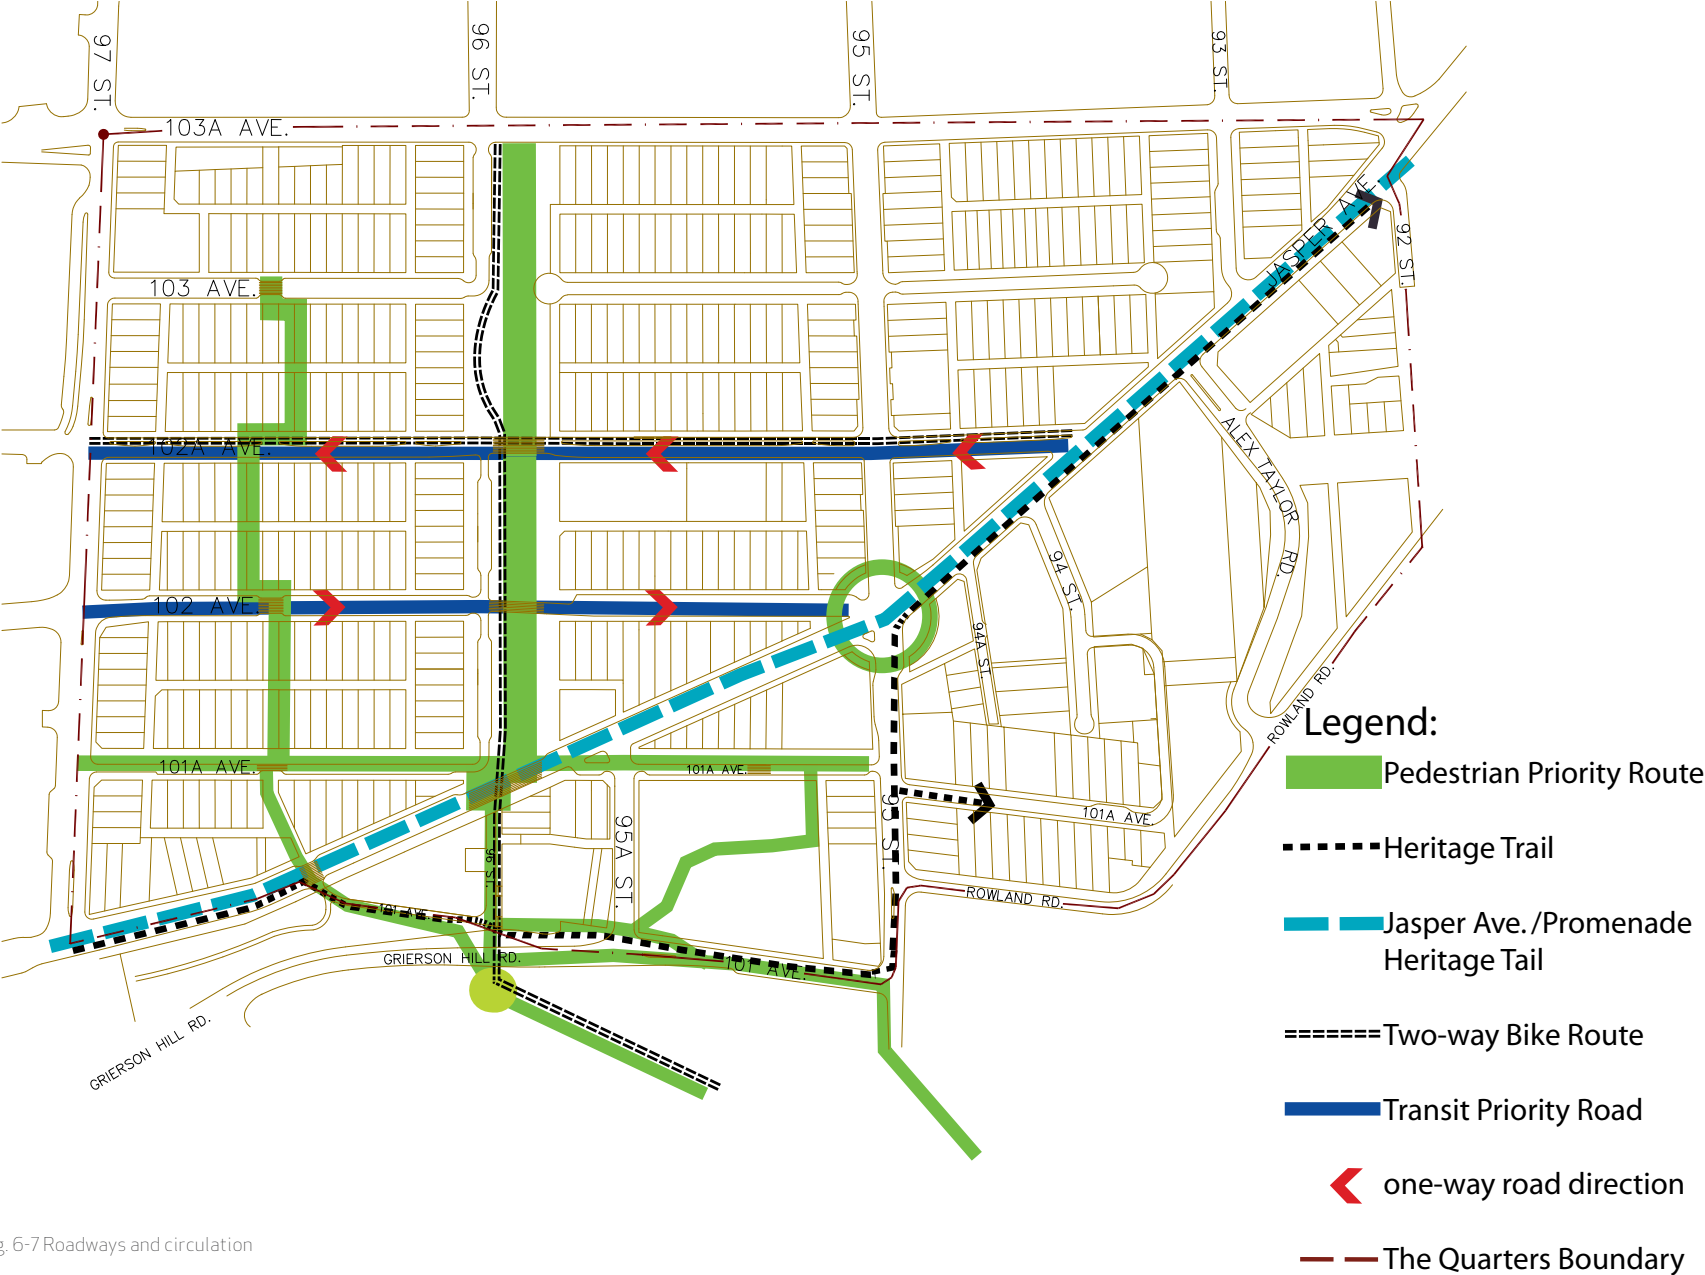 97 ST.
96 ST.
95 ST.
93 ST.
103A AVE.
JASPER AVE.
92 ST.
103 AVE.
102A AVE.
ALEX TAYLOR RD.
94 ST.
102 AVE.
94A ST.
ROWLAND RD.
101A AVE.
101A AVE.
95 ST.
101A AVE.
95A ST.
96 ST.
ROWLAND RD.
101 AVE.
GRIERSON HILL RD.
101 AVE.
GRIERSON HILL RD.
Legend:
Pedestrian Priority Route
Heritage Trail
Jasper Ave./Promenade
Heritage Tail
Two-way Bike Route
Transit Priority Road
one-way road direction
The Quarters Boundary
g. 6-7 Roadways and circulation